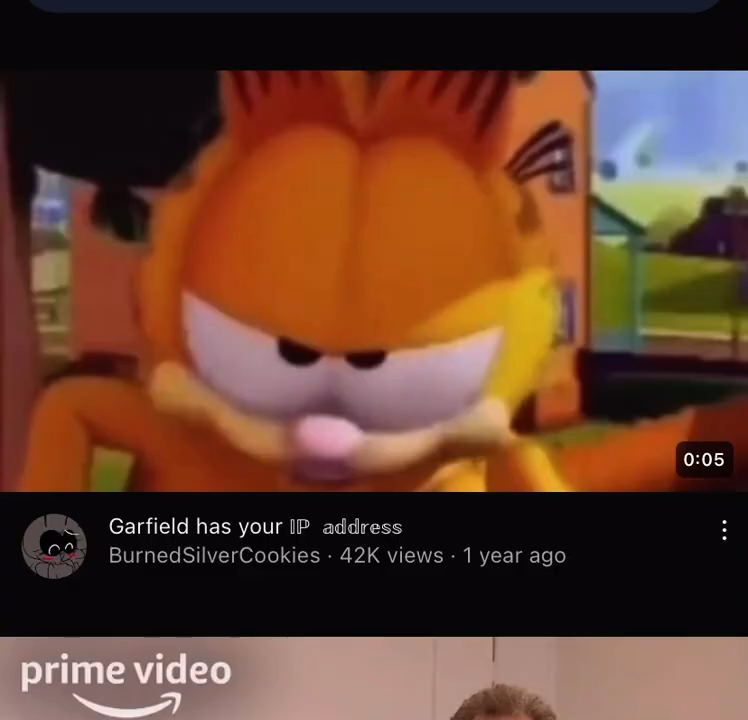 0:05
Garfield has your 𝕀ℙ 𝕒𝕕𝕕𝕣𝕖𝕤𝕤
BurnedSilverCookies · 42K views · 1 year ago
prime video